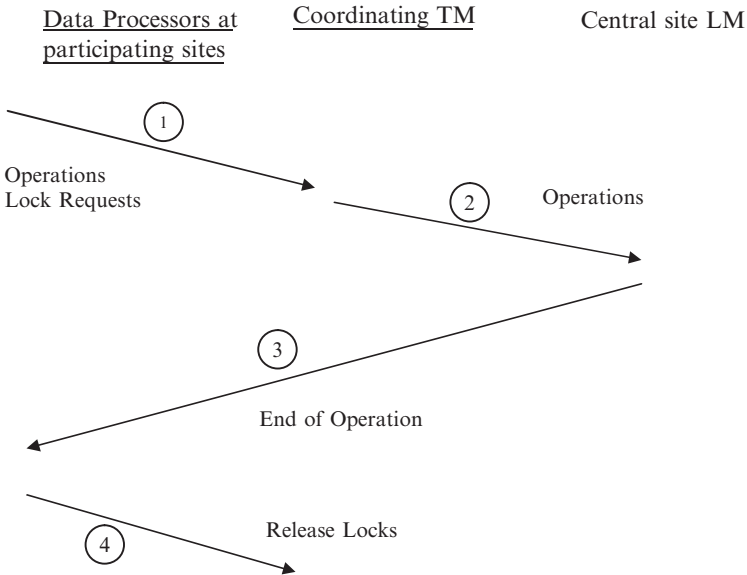 Data Processors at
participating sites
Coordinating TM
Central site LM
1
Operations
Lock Requests
2
Operations
3
End of Operation
4
Release Locks